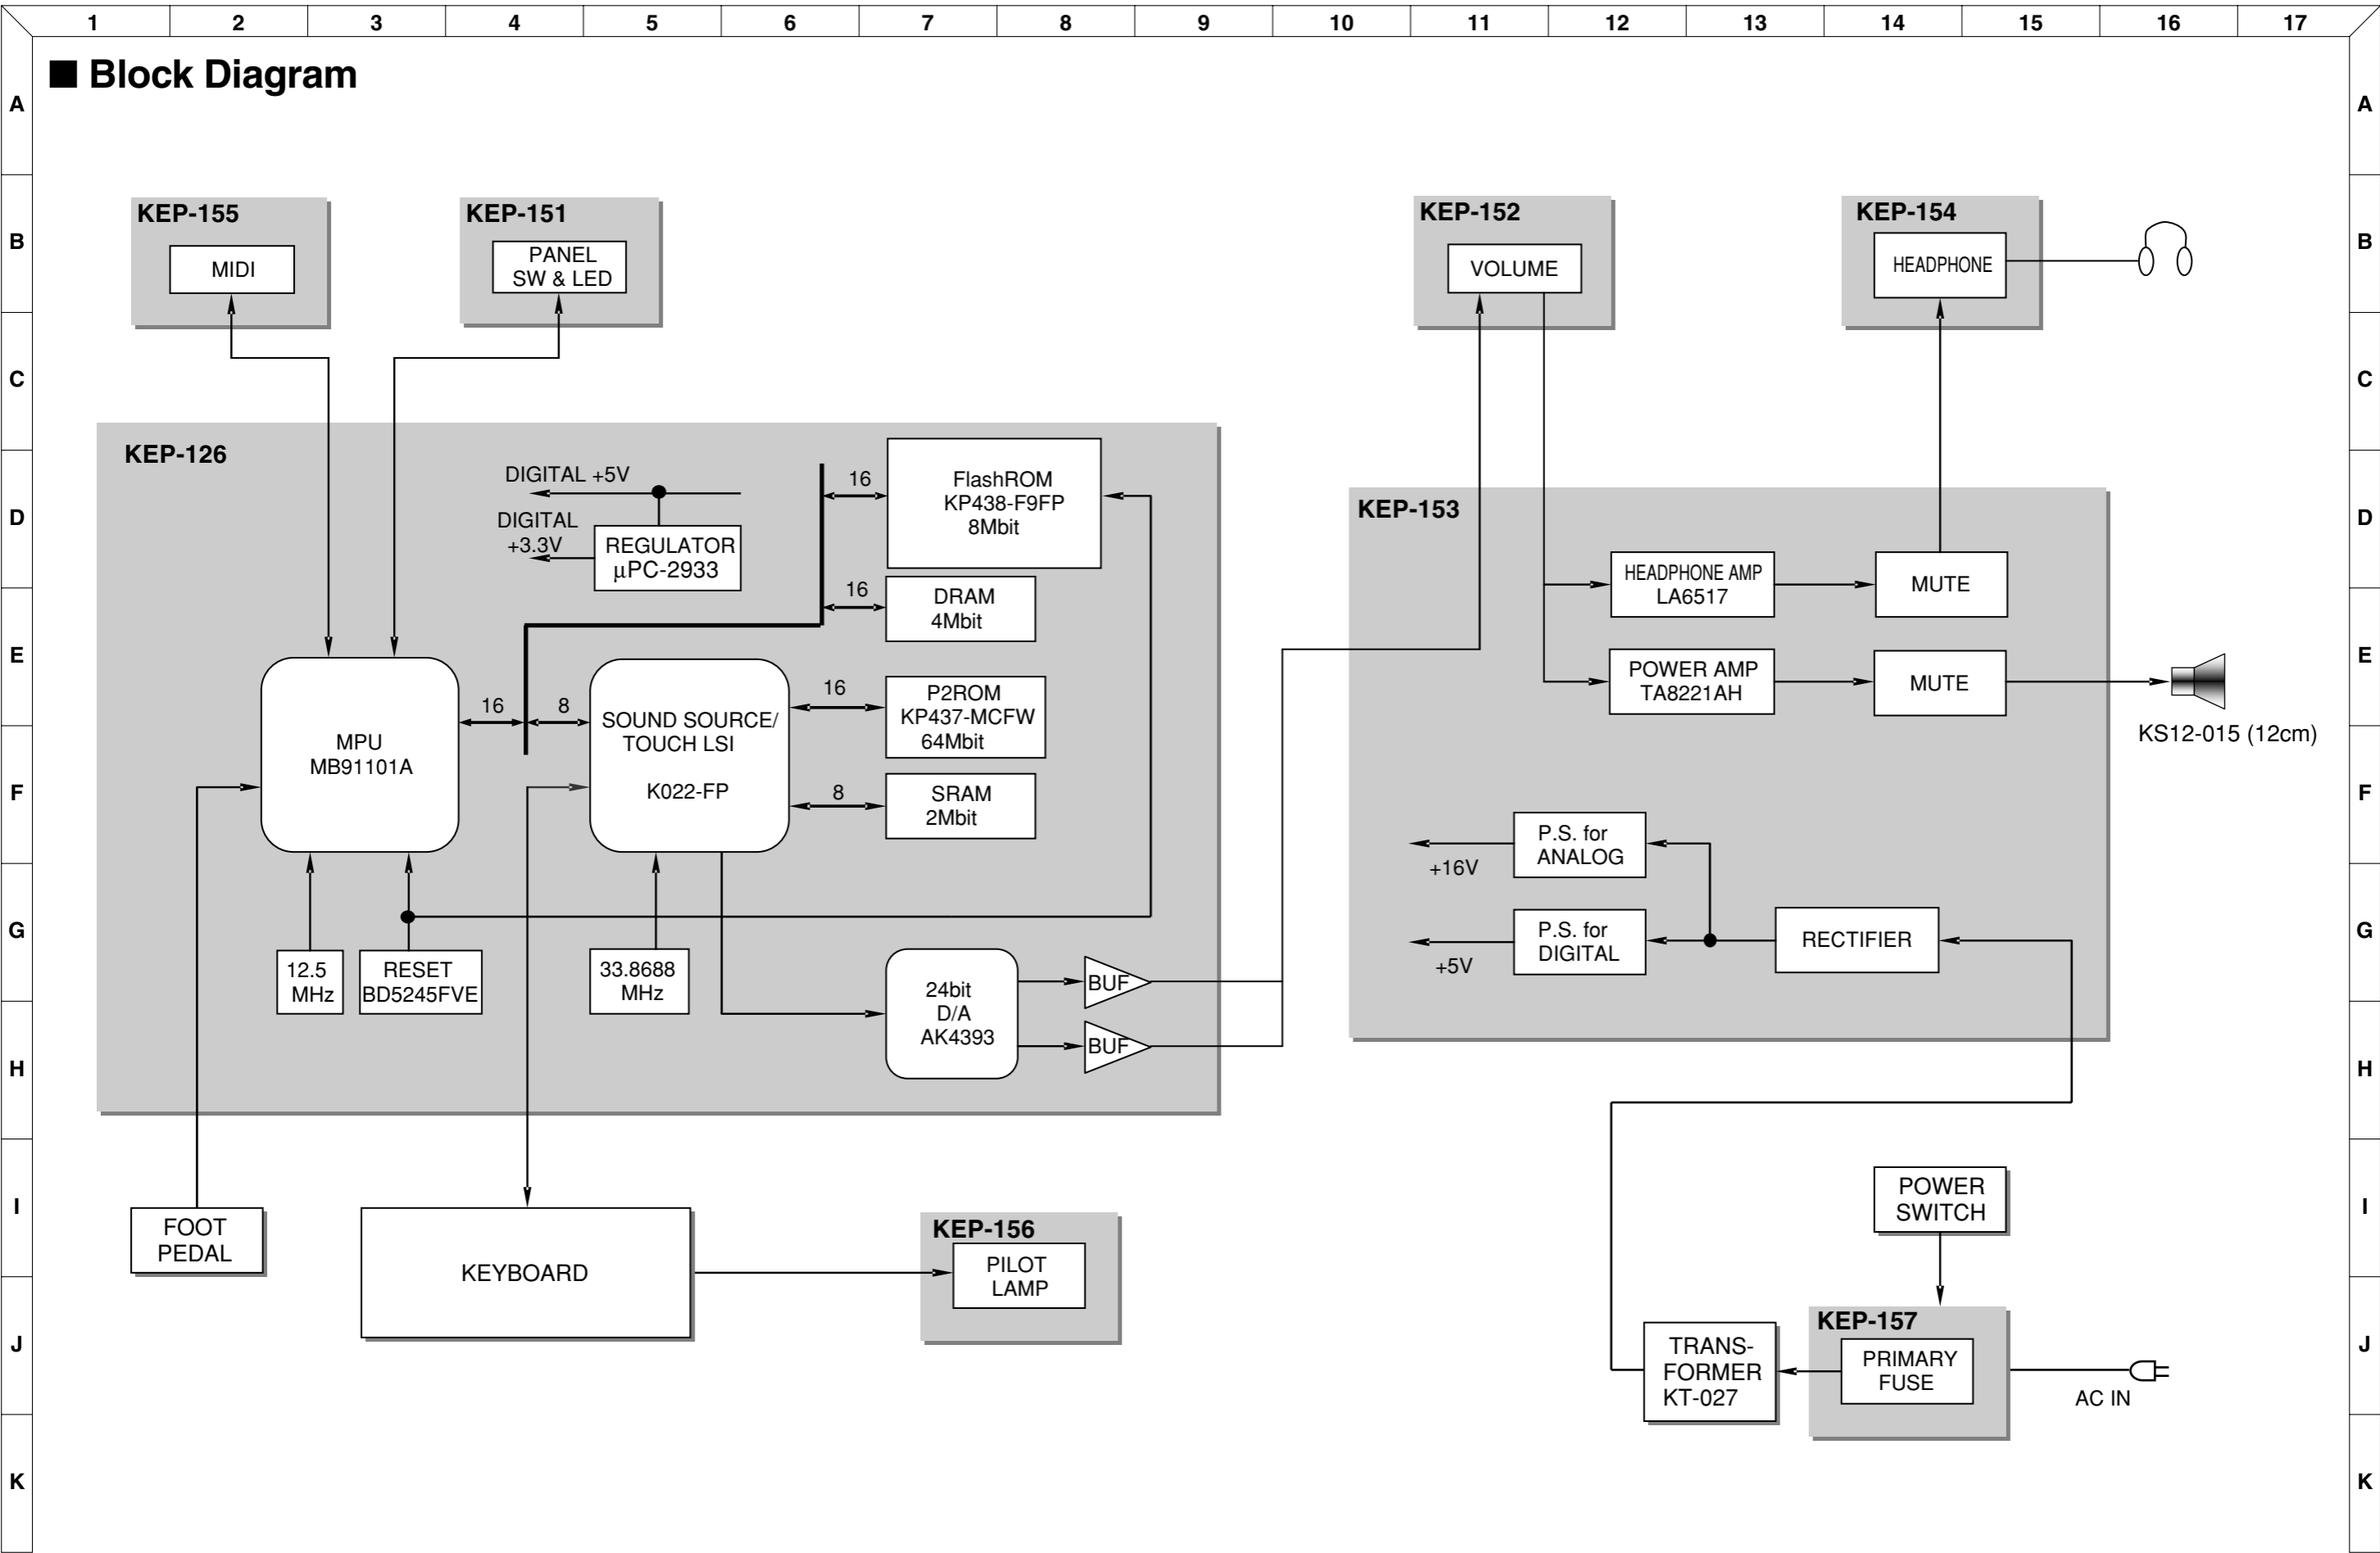 1 2 3 4 5 6 7 8 9 10 11 12 13 14 15 16 17
■ Block Diagram
A
A
B
B
C
C
D
D
E
E
F
F
G
G
H
H
I
I
J
J
K
K
KEP-155
MIDI
KEP-151
PANEL
SW & LED
KEP-152
VOLUME
KEP-154
HEADPHONE
KEP-126
DIGITAL +5V
DIGITAL
+3.3V
REGULATOR
µPC-2933
16
FlashROM
KP438-F9FP
8Mbit
16
DRAM
4Mbit
MPU
MB91101A
16
8
SOUND SOURCE/
TOUCH LSI
K022-FP
16
P2ROM
KP437-MCFW
64Mbit
8
SRAM
2Mbit
12.5
MHz
RESET
BD5245FVE
33.8688
MHz
24bit
D/A
AK4393
BUF
BUF
KEP-153
HEADPHONE AMP
LA6517
MUTE
POWER AMP
TA8221AH
MUTE
KS12-015 (12cm)
P.S. for
ANALOG
+16V
P.S. for
DIGITAL
+5V
RECTIFIER
FOOT
PEDAL
KEYBOARD
KEP-156
PILOT
LAMP
POWER
SWITCH
TRANS-
FORMER
KT-027
KEP-157
PRIMARY
FUSE
AC IN